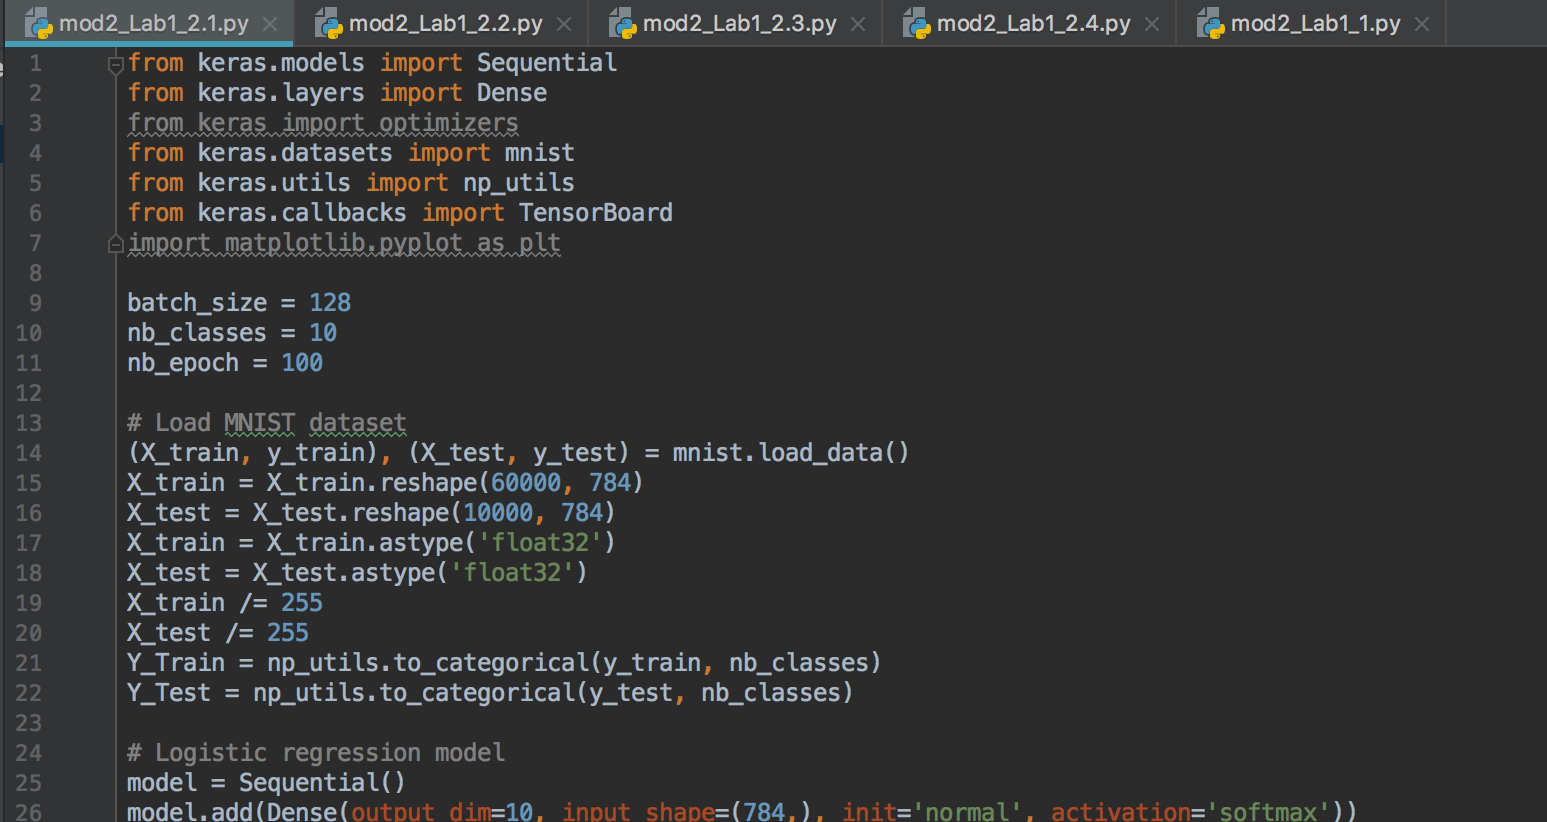 mod2_Lab1_2.1.py mod2_Lab1_2.2.py mod2_Lab1_2.3.py mod2_Lab1_2.4.py mod2_Lab1_1.py
1 from keras.models import Sequential
2 from keras.layers import Dense
3 from keras import optimizers
4 from keras.datasets import mnist
5 from keras.utils import np_utils
6 from keras.callbacks import TensorBoard
7 import matplotlib.pyplot as plt
8
9 batch_size = 128
10 nb_classes = 10
11 nb_epoch = 100
12
13 # Load MNIST dataset
14 (X_train, y_train), (X_test, y_test) = mnist.load_data()
15 X_train = X_train.reshape(60000, 784)
16 X_test = X_test.reshape(10000, 784)
17 X_train = X_train.astype('float32')
18 X_test = X_test.astype('float32')
19 X_train /= 255
20 X_test /= 255
21 Y_Train = np_utils.to_categorical(y_train, nb_classes)
22 Y_Test = np_utils.to_categorical(y_test, nb_classes)
23
24 # Logistic regression model
25 model = Sequential()
26 model.add(Dense(output_dim=10, input_shape=(784,), init='normal', activation='softmax'))